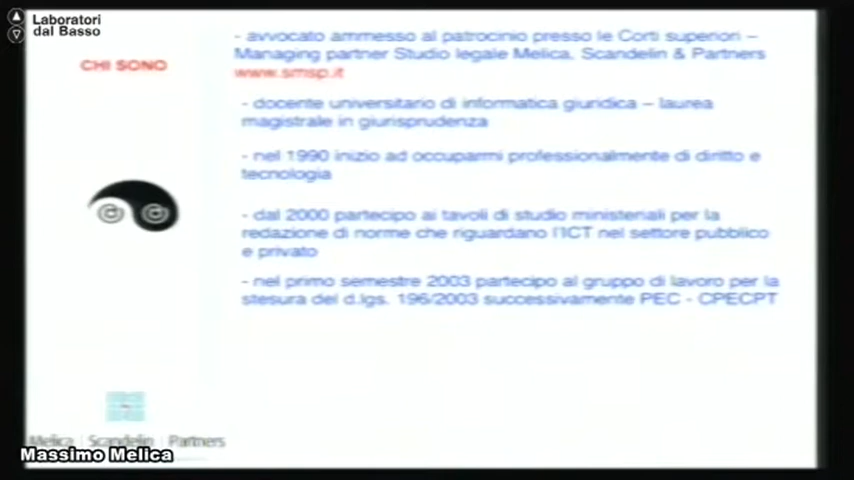 Laboratori
dal Basso
CHI SONO
- avvocato ammesso al patrocinio presso le Corti superiori –
Managing partner Studio legale Melica, Scandelin & Partners
www.smsp.it
- docente universitario di informatica giuridica – laurea
magistrale in giurisprudenza
- nel 1990 inizio ad occuparmi professionalmente di diritto e
tecnologia
- dal 2000 partecipo ai tavoli di studio ministeriali per la
redazione di norme che riguardano l'ICT nel settore pubblico
e privato
- nel primo semestre 2003 partecipo al gruppo di lavoro per la
stesura del d.lgs. 196/2003 successivamente PEC - CPECPT
Melica | Scandelin | Partners
Massimo Melica